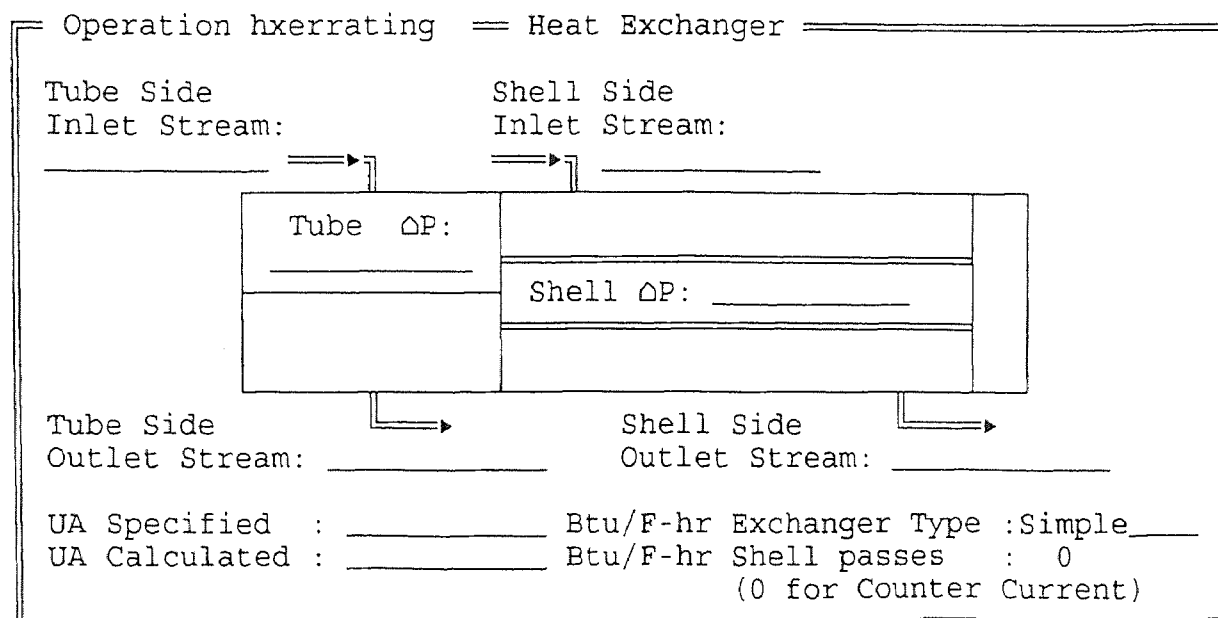 Operation hxerrating Heat Exchanger
Tube Side Shell Side
Inlet Stream: Inlet Stream:
Tube ΔP:
Shell ΔP:
Tube Side Shell Side
Outlet Stream: Outlet Stream:
UA Specified : Btu/F-hr Exchanger Type :Simple
UA Calculated : Btu/F-hr Shell passes : 0
(0 for Counter Current)